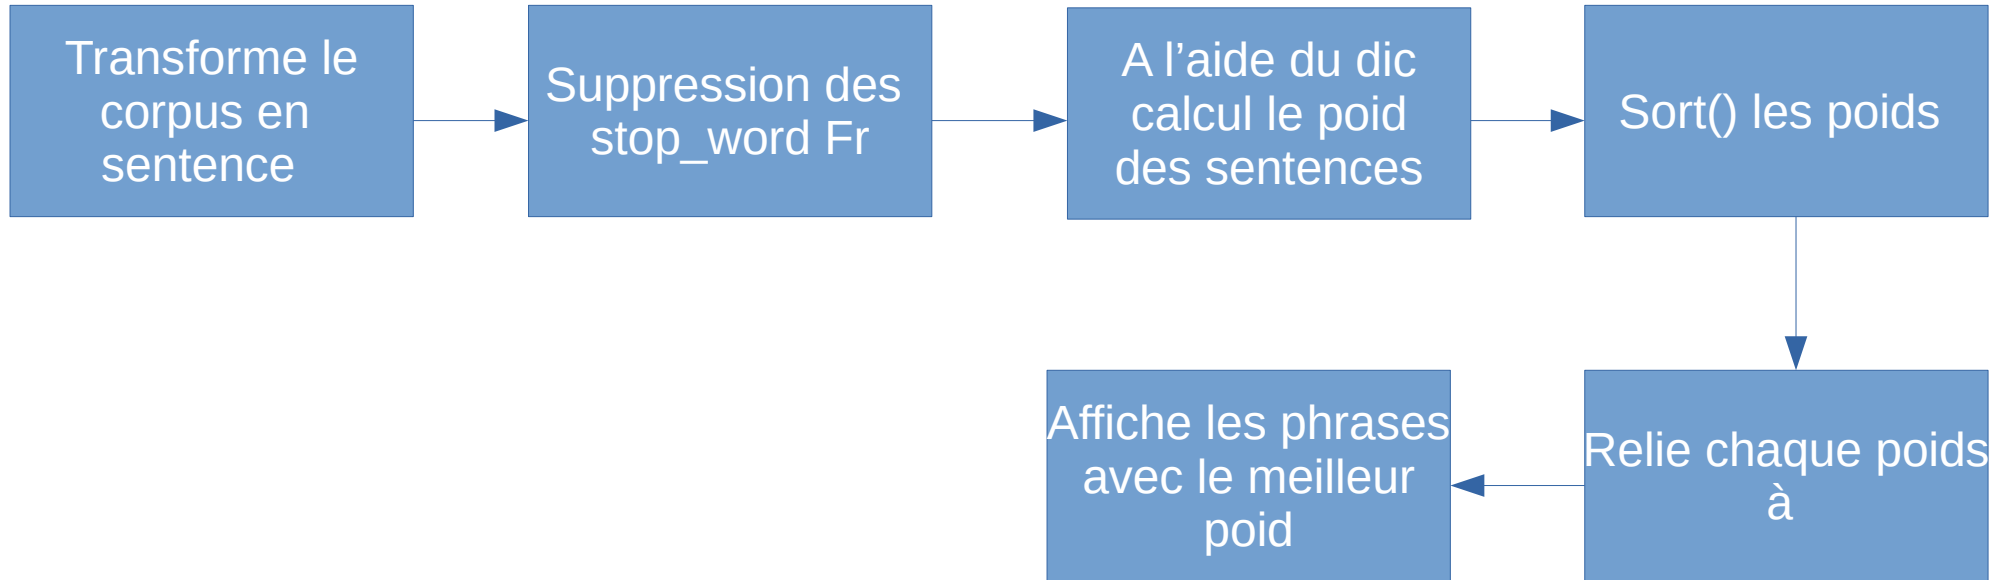 Transforme le
corpus en
sentence
Suppression des
stop_word Fr
A l’aide du dic
calcul le poid
des sentences
Sort() les poids
Relie chaque poids
à
Affiche les phrases
avec le meilleur
poid